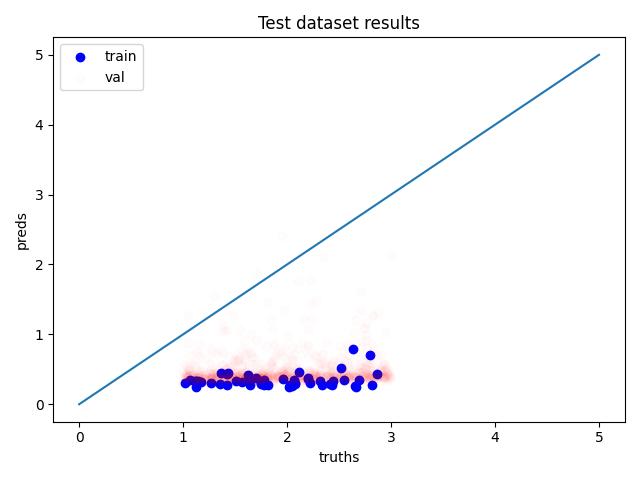 Test dataset results
train
val
preds
5
4
3
2
1
0
0 1 2 3 4 5
truths